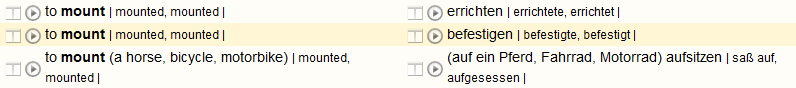 to mount | mounted, mounted |
errichten | errichtete, errichtet |
to mount | mounted, mounted |
befestigen | befestigte, befestigt |
to mount (a horse, bicycle, motorbike) | mounted,
mounted |
(auf ein Pferd, Fahrrad, Motorrad) aufsitzen | saß auf,
aufgesessen |